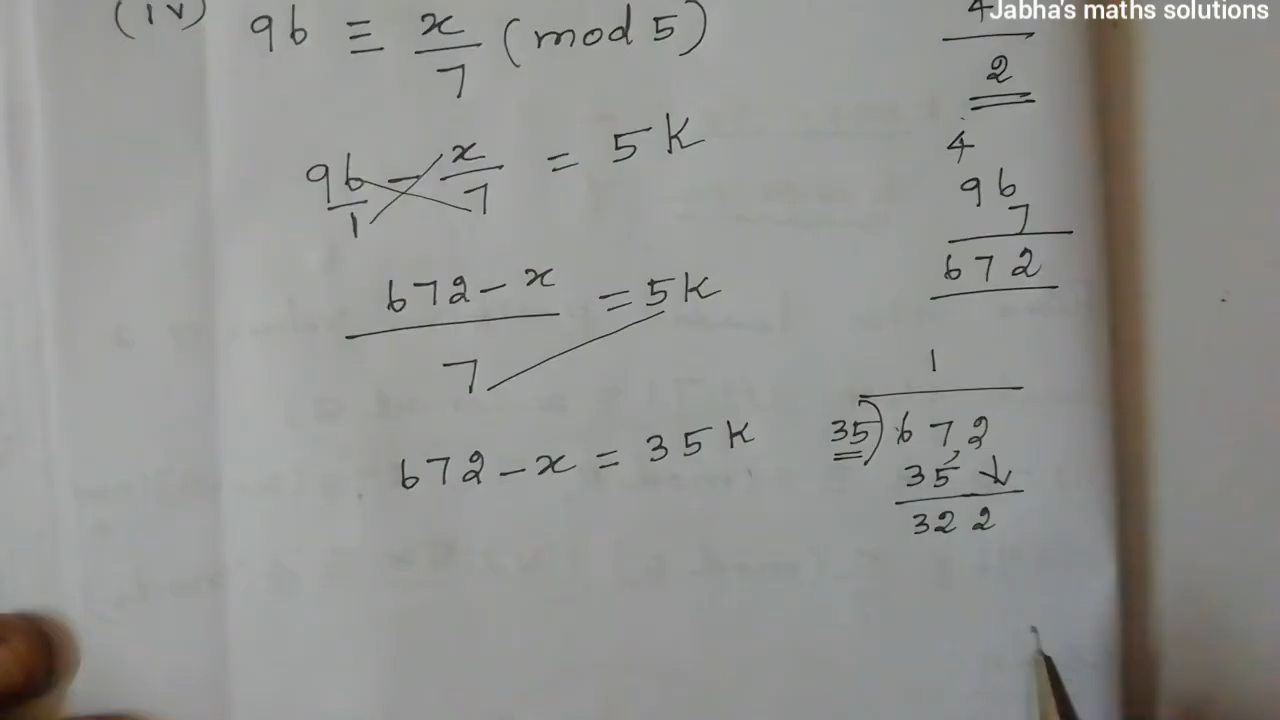 Jabha's maths solutions
(iv) 96 ≡ x/7 (mod 5)
96/1 - x/7 = 5K
(672 - x)/7 = 5K
672 - x = 35K
4
2
4
96
7
672
1
35)672
35↓
322